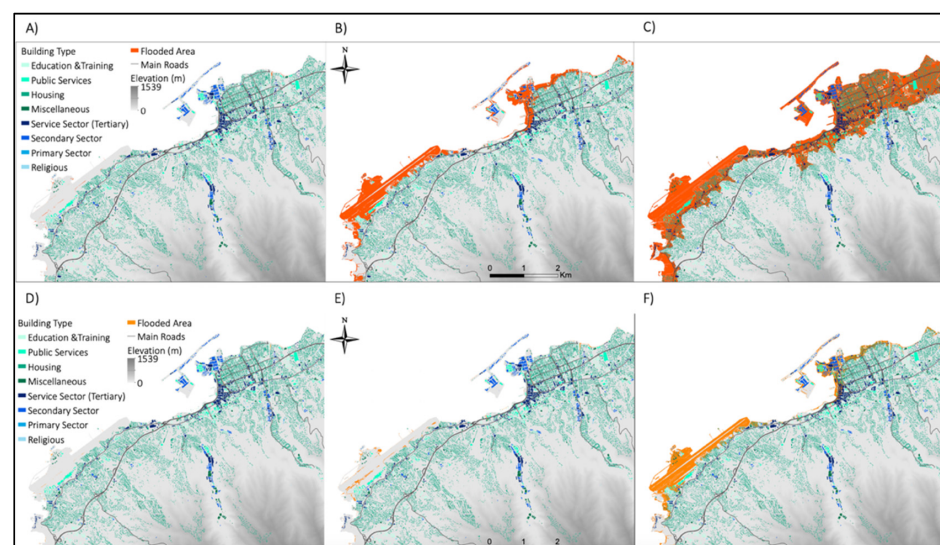 A)
B)
C)
Building Type
Education &Training
Public Services
Housing
Miscellaneous
Service Sector (Tertiary)
Secondary Sector
Primary Sector
Religious
Flooded Area
Main Roads
Elevation (m)
1539
0
N
0 1 2
Km
D)
E)
F)
Building Type
Education &Training
Public Services
Housing
Miscellaneous
Service Sector (Tertiary)
Secondary Sector
Primary Sector
Religious
Flooded Area
Main Roads
Elevation (m)
1539
0
N
0 1 2